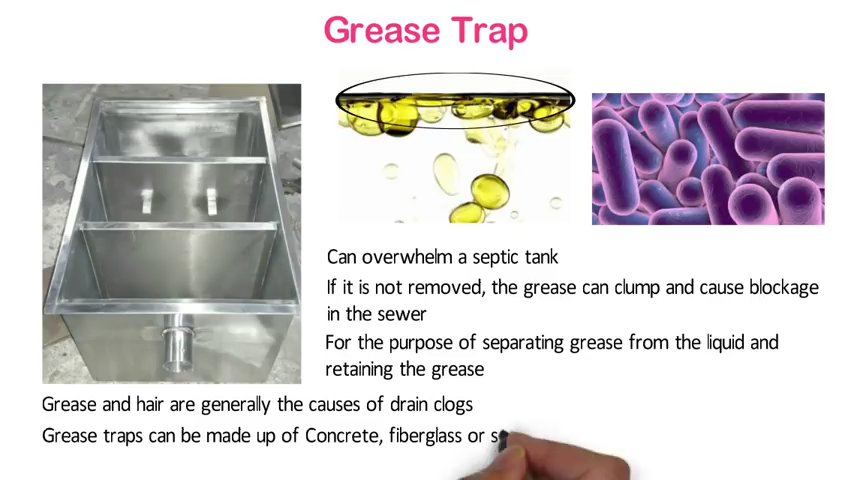 Grease Trap
Can overwhelm a septic tank
If it is not removed, the grease can clump and cause blockage
in the sewer
For the purpose of separating grease from the liquid and
retaining the grease
Grease and hair are generally the causes of drain clogs
Grease traps can be made up of Concrete, fiberglass or s